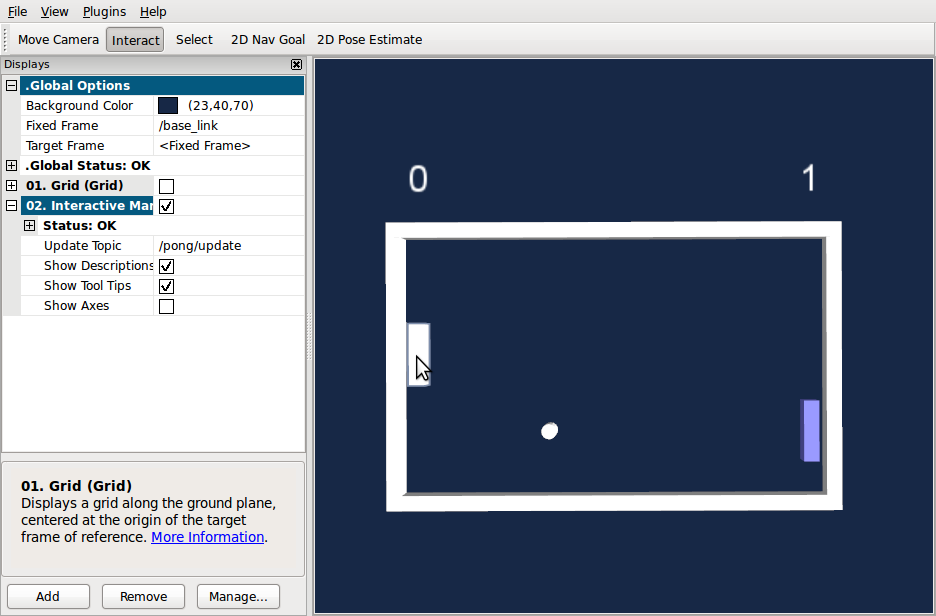 File View Plugins Help
Move Camera Interact Select 2D Nav Goal 2D Pose Estimate
Displays
.Global Options
Background Color (23,40,70)
Fixed Frame /base_link
Target Frame <Fixed Frame>
.Global Status: OK
01. Grid (Grid)
02. Interactive Mar
Status: OK
Update Topic /pong/update
Show Descriptions
Show Tool Tips
Show Axes
01. Grid (Grid)
Displays a grid along the ground plane,
centered at the origin of the target
frame of reference. More Information.
Add Remove Manage...
0 1